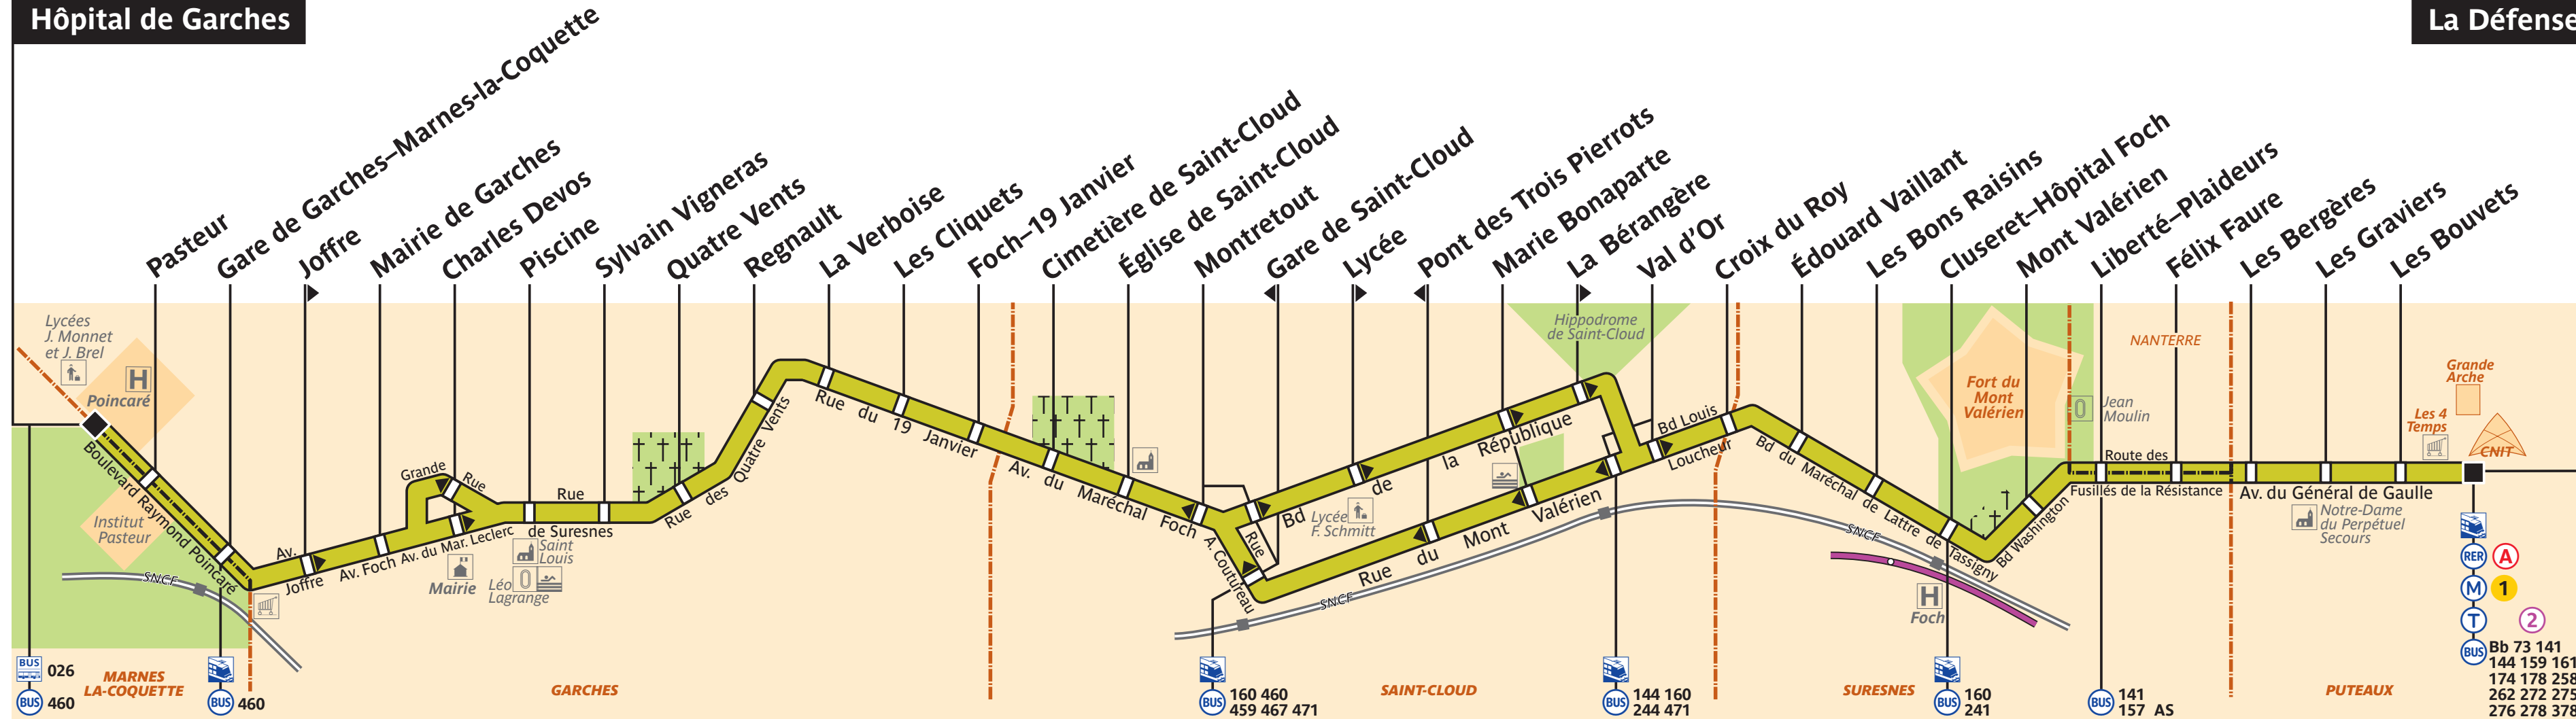 Hôpital de Garches
La Défense
Pasteur
Gare de Garches–Marnes-la-Coquette
Joffre
Mairie de Garches
Charles Devos
Piscine
Sylvain Vigneras
Quatre Vents
Regnault
La Verboise
Les Cliquets
Foch–19 Janvier
Cimetière de Saint-Cloud
Église de Saint-Cloud
Montretout
Gare de Saint-Cloud
Lycée
Pont des Trois Pierrots
Marie Bonaparte
La Bérangère
Val d'Or
Croix du Roy
Édouard Vaillant
Les Bons Raisins
Cluseret–Hôpital Foch
Mont Valérien
Liberté–Plaideurs
Félix Faure
Les Bergères
Les Graviers
Les Bouvets
Lycées
J. Monnet
et J. Brel
H
Poincaré
Boulevard Raymond Poincaré
Institut
Pasteur
SNCF
Av.
Joffre
Av. Foch
Av. du Mar. Leclerc
Grande Rue
Mairie
Rue
de Suresnes
Saint
Louis
Léo
Lagrange
Rue des Quatre Vents
Rue du 19 Janvier
Av. du Maréchal Foch
Rue
A. Coutureau
Bd de la République
Lycée
F. Schmitt
Rue du Mont Valérien
SNCF
Hippodrome
de Saint-Cloud
Bd Louis
Loucheur
Bd du Maréchal de Lattre de Tassigny
SNCF
H
Foch
Fort du
Mont
Valérien
Bd Washington
Jean
Moulin
NANTERRE
Route des
Fusillés de la Résistance
Av. du Général de Gaulle
Notre-Dame
du Perpétuel
Secours
Grande
Arche
Les 4
Temps
CNIT
BUS 026
BUS 460
MARNES
LA-COQUETTE
BUS 460
GARCHES
BUS 160 460
459 467 471
SAINT-CLOUD
BUS 144 160
244 471
SURESNES
BUS 160
241
BUS 141
157 AS
PUTEAUX
RER A
M 1
T 2
BUS Bb 73 141
144 159 161
174 178 258
262 272 275
276 278 378